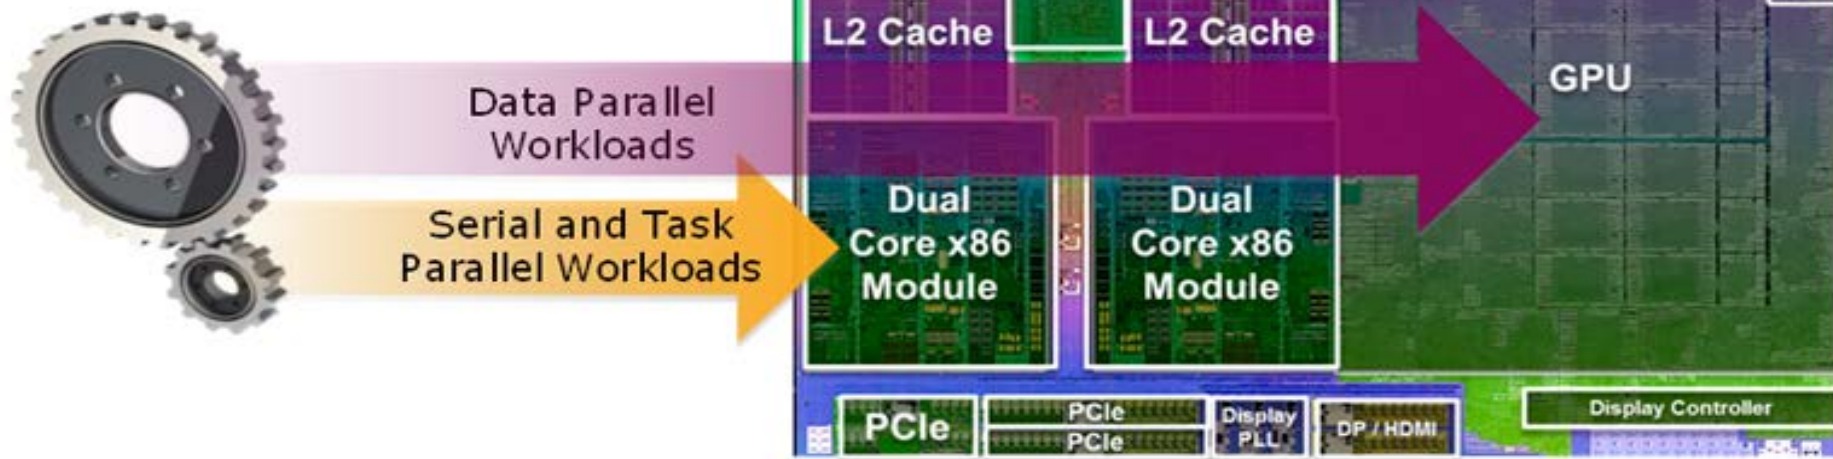 L2 Cache
L2 Cache
GPU
Data Parallel
Workloads
Serial and Task
Parallel Workloads
Dual
Core x86
Module
Dual
Core x86
Module
PCIe
PCIe
PCIe
Display
PLL
DP / HDMI
Display Controller